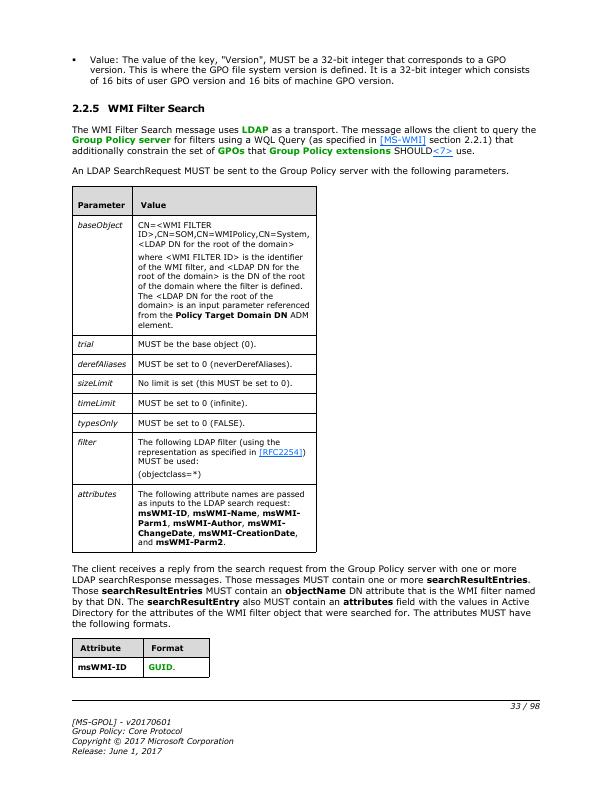 ▪ Value: The value of the key, "Version", MUST be a 32-bit integer that corresponds to a GPO
version. This is where the GPO file system version is defined. It is a 32-bit integer which consists
of 16 bits of user GPO version and 16 bits of machine GPO version.
2.2.5 WMI Filter Search
The WMI Filter Search message uses LDAP as a transport. The message allows the client to query the
Group Policy server for filters using a WQL Query (as specified in [MS-WMI] section 2.2.1) that
additionally constrain the set of GPOs that Group Policy extensions SHOULD<7> use.
An LDAP SearchRequest MUST be sent to the Group Policy server with the following parameters.
Parameter Value
baseObject CN=<WMI FILTER
ID>,CN=SOM,CN=WMIPolicy,CN=System,
<LDAP DN for the root of the domain>
where <WMI FILTER ID> is the identifier
of the WMI filter, and <LDAP DN for the
root of the domain> is the DN of the root
of the domain where the filter is defined.
The <LDAP DN for the root of the
domain> is an input parameter referenced
from the Policy Target Domain DN ADM
element.
trial MUST be the base object (0).
derefAliases MUST be set to 0 (neverDerefAliases).
sizeLimit No limit is set (this MUST be set to 0).
timeLimit MUST be set to 0 (infinite).
typesOnly MUST be set to 0 (FALSE).
filter The following LDAP filter (using the
representation as specified in [RFC2254])
MUST be used:
(objectclass=*)
attributes The following attribute names are passed
as inputs to the LDAP search request:
msWMI-ID, msWMI-Name, msWMI-
Parm1, msWMI-Author, msWMI-
ChangeDate, msWMI-CreationDate,
and msWMI-Parm2.
The client receives a reply from the search request from the Group Policy server with one or more
LDAP searchResponse messages. Those messages MUST contain one or more searchResultEntries.
Those searchResultEntries MUST contain an objectName DN attribute that is the WMI filter named
by that DN. The searchResultEntry also MUST contain an attributes field with the values in Active
Directory for the attributes of the WMI filter object that were searched for. The attributes MUST have
the following formats.
Attribute Format
msWMI-ID GUID.
33 / 98
[MS-GPOL] - v20170601
Group Policy: Core Protocol
Copyright © 2017 Microsoft Corporation
Release: June 1, 2017